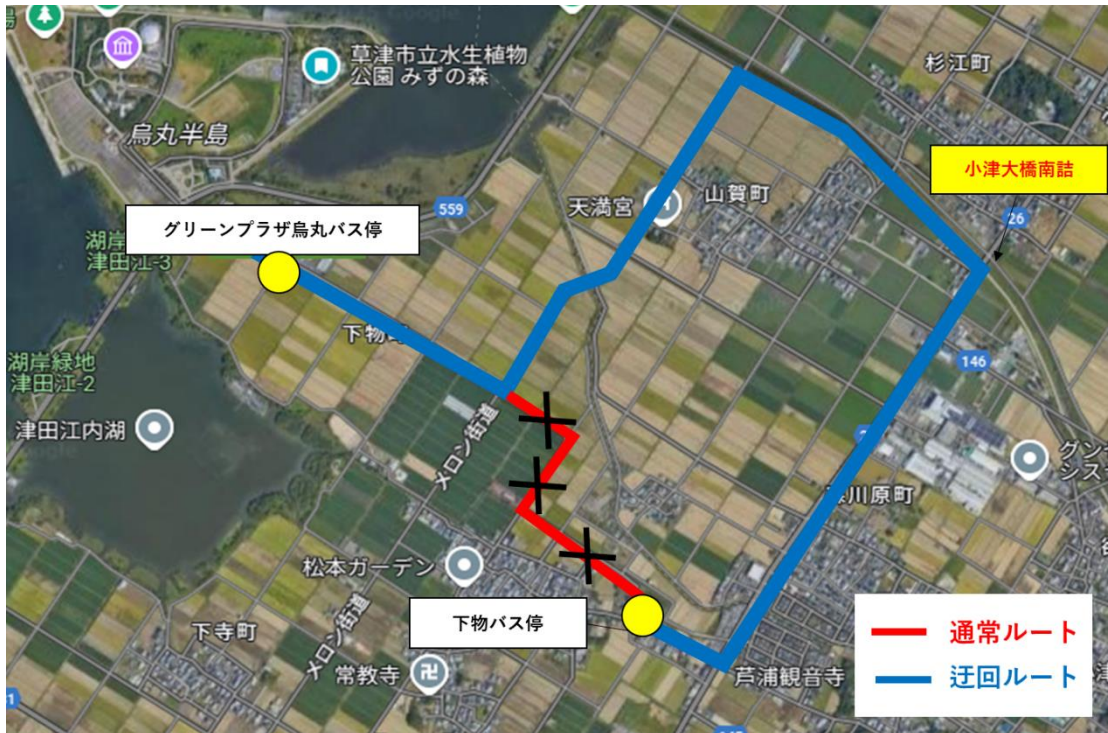 草津市立水生植物
公園 みずの森
杉江町
烏丸半島
小津大橋南詰
天満宮
山賀町
559
26
グリーンプラザ烏丸バス停
湖岸
津田江-3
下物町
湖岸緑地
津田江-2
146
津田江内湖
メロン街道
グン
シス
川原町
松本ガーデン
下物バス停
下寺町
メロン街道
常教寺
芦浦観音寺
通常ルート
迂回ルート